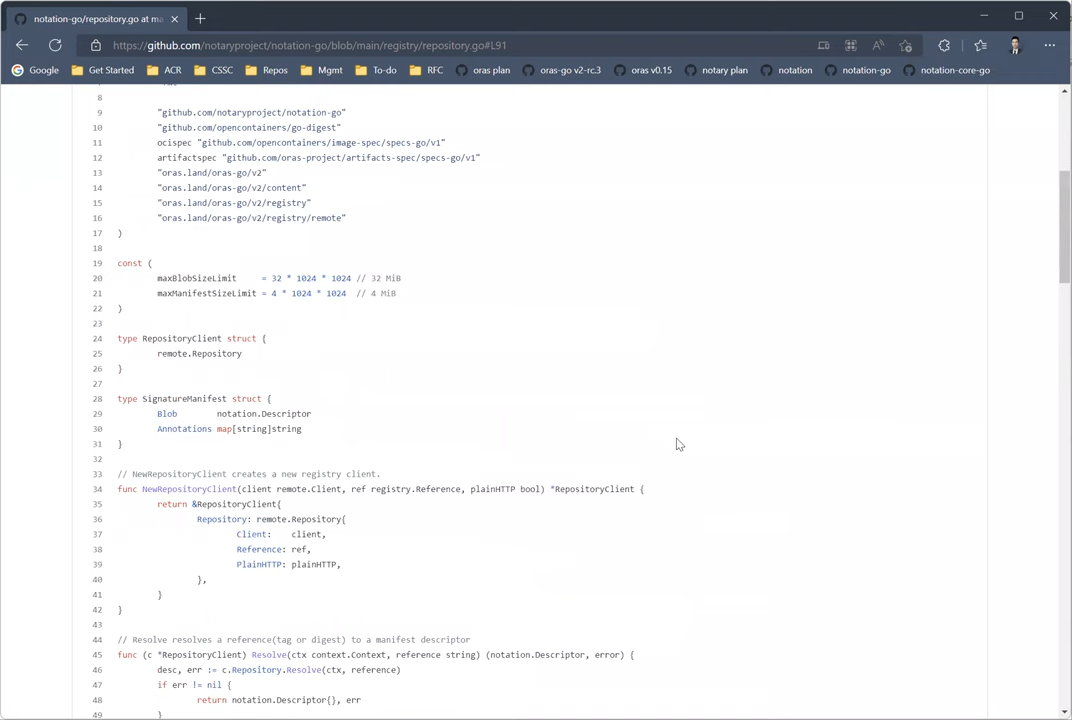 notation-go/repository.go at ma
https://github.com/notaryproject/notation-go/blob/main/registry/repository.go#L91
Google Get Started ACR CSSC Repos Mgmt To-do RFC oras plan oras-go v2-rc.3 oras v0.15 notary plan notation notation-go notation-core-go
8
9 "github.com/notaryproject/notation-go"
10 "github.com/opencontainers/go-digest"
11 ocispec "github.com/opencontainers/image-spec/specs-go/v1"
12 artifactspec "github.com/oras-project/artifacts-spec/specs-go/v1"
13 "oras.land/oras-go/v2"
14 "oras.land/oras-go/v2/content"
15 "oras.land/oras-go/v2/registry"
16 "oras.land/oras-go/v2/registry/remote"
17 )
18
19 const (
20 maxBlobSizeLimit = 32 * 1024 * 1024 // 32 MiB
21 maxManifestSizeLimit = 4 * 1024 * 1024 // 4 MiB
22 )
23
24 type RepositoryClient struct {
25 remote.Repository
26 }
27
28 type SignatureManifest struct {
29 Blob notation.Descriptor
30 Annotations map[string]string
31 }
32
33 // NewRepositoryClient creates a new registry client.
34 func NewRepositoryClient(client remote.Client, ref registry.Reference, plainHTTP bool) *RepositoryClient {
35 return &RepositoryClient{
36 Repository: remote.Repository{
37 Client: client,
38 Reference: ref,
39 PlainHTTP: plainHTTP,
40 },
41 }
42 }
43
44 // Resolve resolves a reference(tag or digest) to a manifest descriptor
45 func (c *RepositoryClient) Resolve(ctx context.Context, reference string) (notation.Descriptor, error) {
46 desc, err := c.Repository.Resolve(ctx, reference)
47 if err != nil {
48 return notation.Descriptor{}, err
49 }